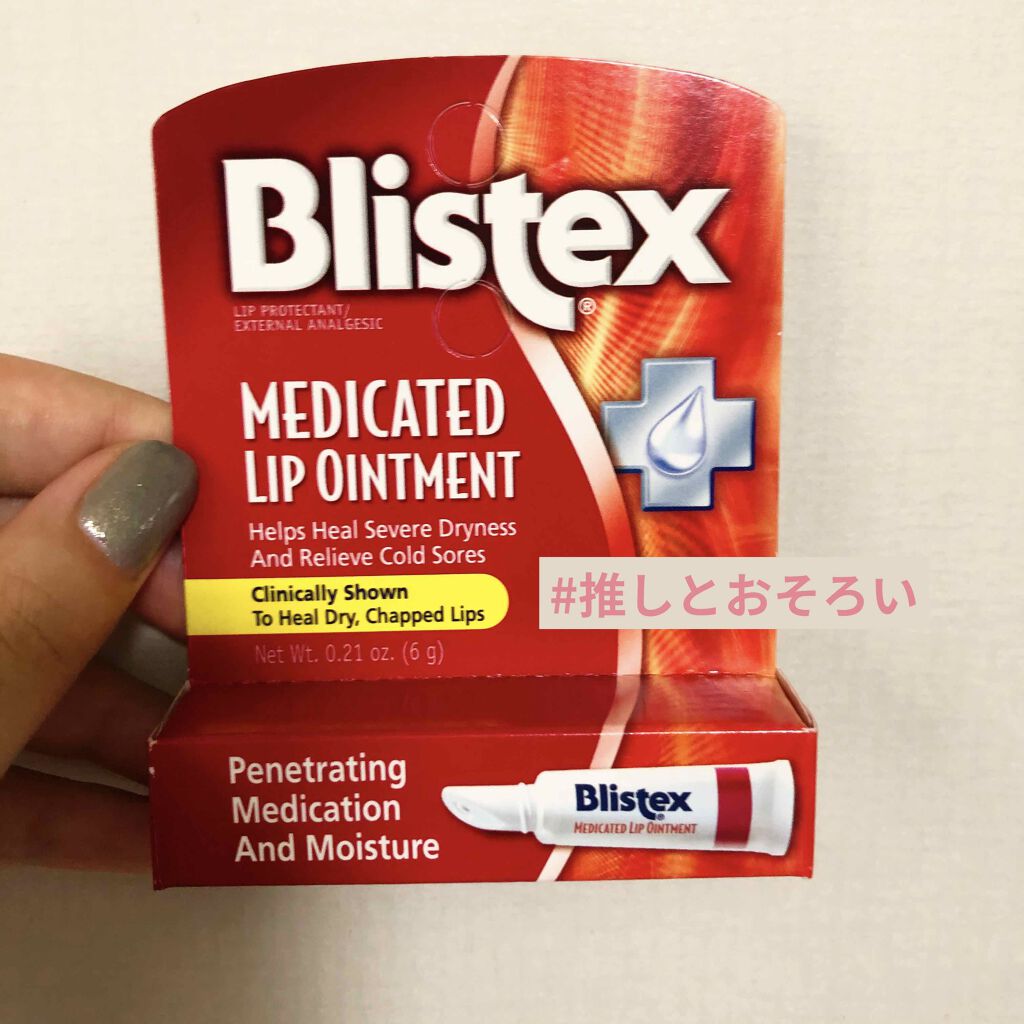 Blistex®
LIP PROTECTANT/
EXTERNAL ANALGESIC
MEDICATED
LIP OINTMENT
Helps Heal Severe Dryness
And Relieve Cold Sores
Clinically Shown
To Heal Dry, Chapped Lips
#推しとおそろい
Net Wt. 0.21 oz. (6 g)
Penetrating
Medication
And Moisture
Blistex®
MEDICATED LIP OINTMENT